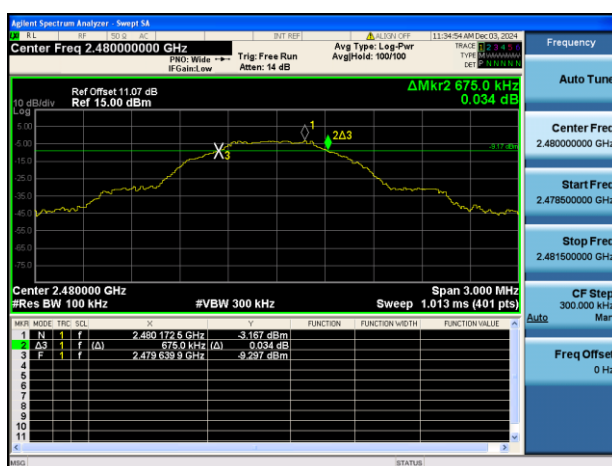 Agilent Spectrum Analyzer - Swept SA
RL RF 50 Ω AC INT REF ALIGN OFF 11:34:54 AM Dec 03, 2024
Center Freq 2.480000000 GHz
PNO: Wide
IFGain:Low
Trig: Free Run
Atten: 14 dB
Avg Type: Log-Pwr
Avg|Hold: 100/100
TRACE 1 2 3 4 5 6
TYPE MWWWWW
DET P NNNNN
Ref Offset 11.07 dB
10 dB/div Ref 15.00 dBm
Log
ΔMkr2 675.0 kHz
0.034 dB
5.00
-5.00
-15.0
-25.0
-35.0
-45.0
-55.0
-65.0
-75.0
1
2Δ3
3
-9.17 dBm
Center 2.480000 GHz Span 3.000 MHz
#Res BW 100 kHz #VBW 300 kHz Sweep 1.013 ms (401 pts)
MKR MODE TRC SCL X Y FUNCTION FUNCTION WIDTH FUNCTION VALUE
1 N 1 f 2.480 172 5 GHz -3.167 dBm
2 Δ3 1 f (Δ) 675.0 kHz (Δ) 0.034 dB
3 F 1 f 2.479 639 9 GHz -9.297 dBm
4
5
6
7
8
9
10
11
MSG STATUS
Frequency
Auto Tune
Center Freq
2.480000000 GHz
Start Freq
2.478500000 GHz
Stop Freq
2.481500000 GHz
CF Step
300.000 kHz
Auto Man
Freq Offset
0 Hz